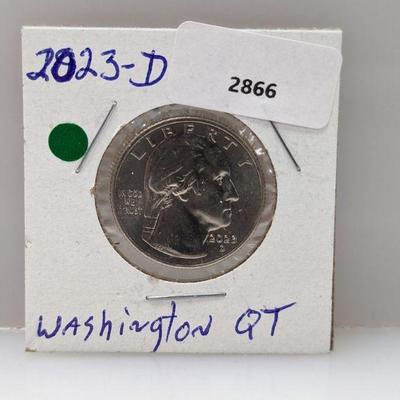 2023-D
2866
LIBERTY
IN GOD
WE
TRUST
2023
D
Washington QT